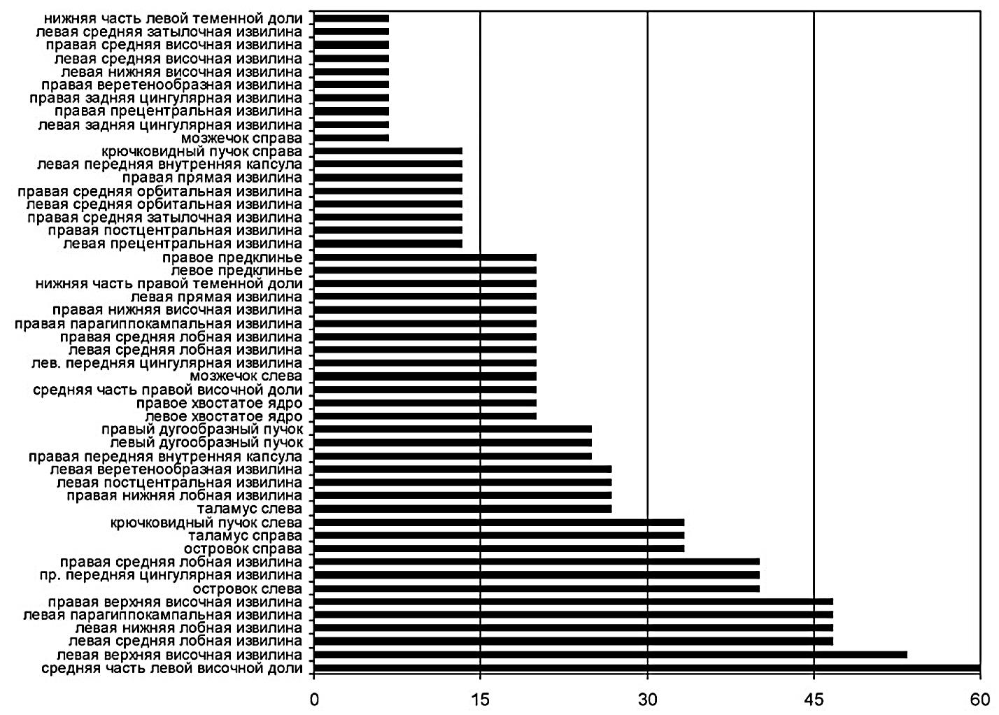 нижняя часть левой теменной доли
левая средняя затылочная извилина
правая средняя височная извилина
левая средняя височная извилина
левая нижняя височная извилина
правая веретенообразная извилина
правая задняя цингулярная извилина
правая прецентральная извилина
левая задняя цингулярная извилина
мозжечок справа
крючковидный пучок справа
левая передняя внутренняя капсула
правая прямая извилина
правая средняя орбитальная извилина
левая средняя орбитальная извилина
правая средняя затылочная извилина
правая постцентральная извилина
левая прецентральная извилина
правое предклинье
левое предклинье
нижняя часть правой теменной доли
левая прямая извилина
правая нижняя височная извилина
правая парагиппокампальная извилина
правая средняя лобная извилина
левая средняя лобная извилина
лев. передняя цингулярная извилина
мозжечок слева
средняя часть правой височной доли
правое хвостатое ядро
левое хвостатое ядро
правый дугообразный пучок
левый дугообразный пучок
правая передняя внутренняя капсула
левая веретенообразная извилина
левая постцентральная извилина
правая нижняя лобная извилина
таламус слева
крючковидный пучок слева
таламус справа
островок справа
правая средняя лобная извилина
пр. передняя цингулярная извилина
островок слева
правая верхняя височная извилина
левая парагиппокампальная извилина
левая нижняя лобная извилина
левая средняя лобная извилина
левая верхняя височная извилина
средняя часть левой височной доли
0 15 30 45 60